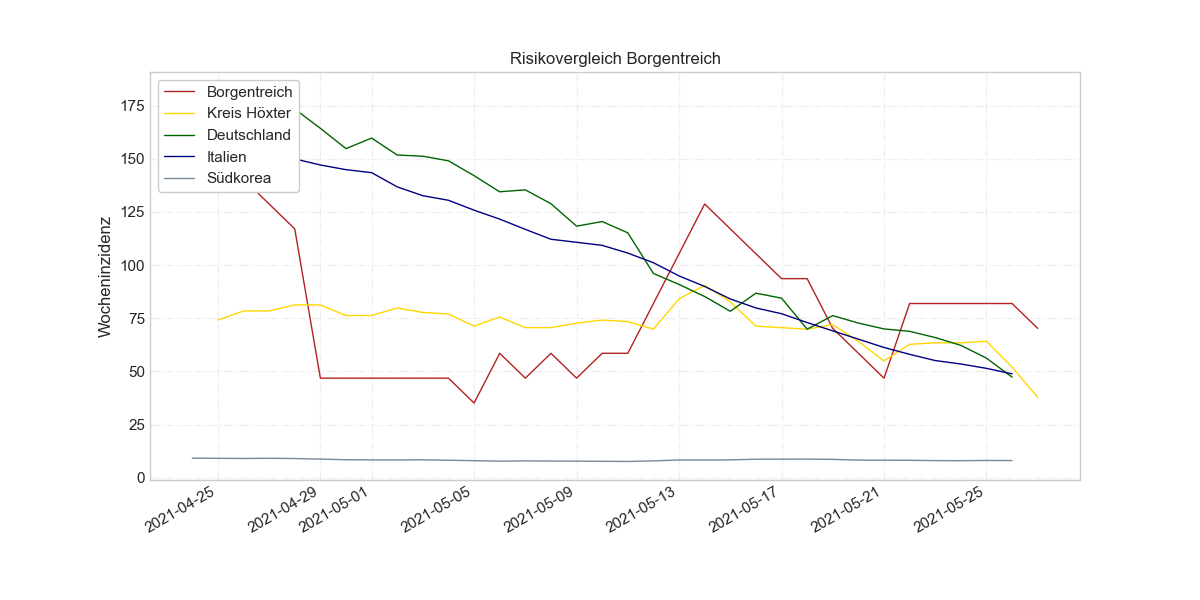 Risikovergleich Borgentreich
Borgentreich
Kreis Höxter
Deutschland
Italien
Südkorea
Wocheninzidenz
175
150
125
100
75
50
25
0
2021-04-25
2021-04-29
2021-05-01
2021-05-05
2021-05-09
2021-05-13
2021-05-17
2021-05-21
2021-05-25